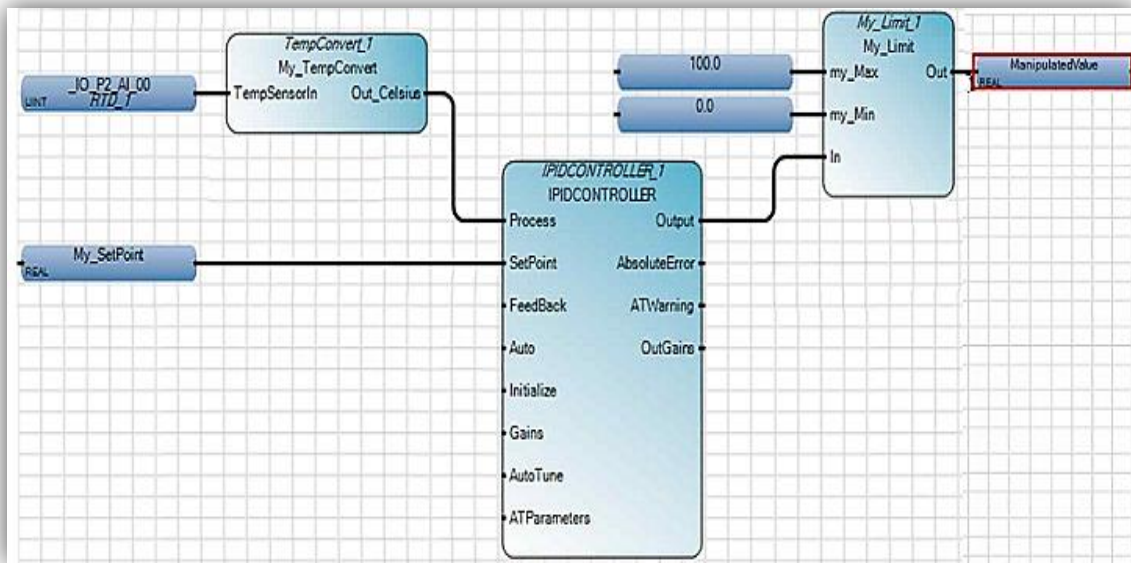 TempConvert_1
My_TempConvert
_IO_P2_AI_00
RTD_1
UINT
TempSensorIn
Out_Celsius
My_Limit_1
My_Limit
100.0
my_Max
Out
ManipulatedValue
REAL
0.0
my_Min
In
IPIDCONTROLLER_1
IPIDCONTROLLER
Process
Output
My_SetPoint
REAL
SetPoint
AbsoluteError
FeedBack
ATWarning
Auto
OutGains
Initialize
Gains
AutoTune
ATParameters